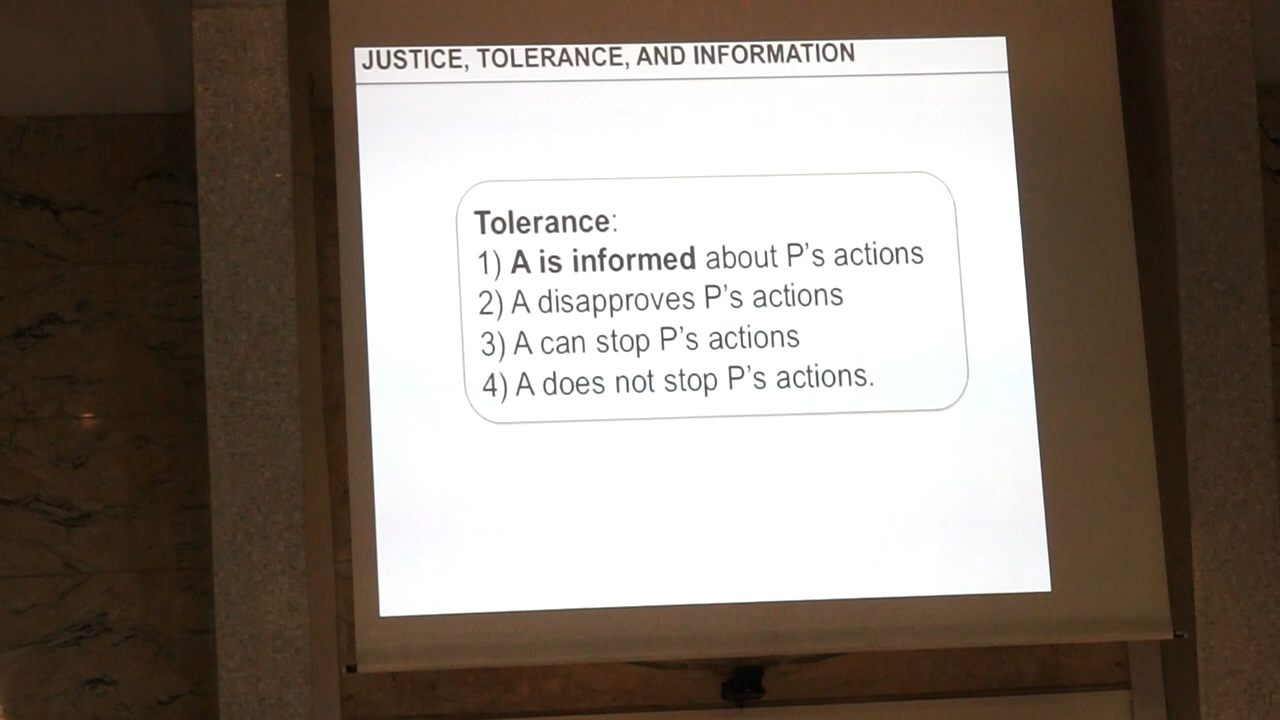 JUSTICE, TOLERANCE, AND INFORMATION
Tolerance:
1) A is informed about P's actions
2) A disapproves P's actions
3) A can stop P's actions
4) A does not stop P's actions.